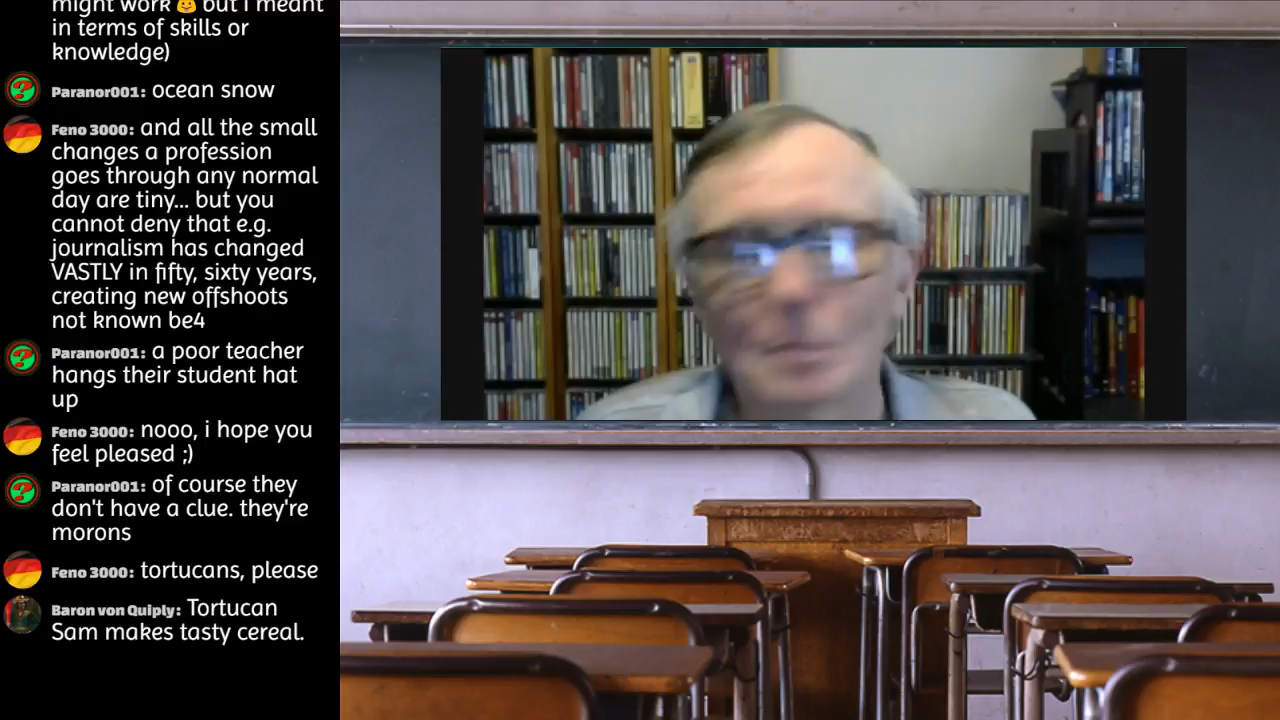 might work 🙂 but I meant
in terms of skills or
knowledge)
Paranor001: ocean snow
Feno 3000: and all the small
changes a profession
goes through any normal
day are tiny... but you
cannot deny that e.g.
journalism has changed
VASTLY in fifty, sixty years,
creating new offshoots
not known be4
Paranor001: a poor teacher
hangs their student hat
up
Feno 3000: nooo, i hope you
feel pleased ;)
Paranor001: of course they
don't have a clue. they're
morons
Feno 3000: tortucans, please
Baron von Quiply: Tortucan
Sam makes tasty cereal.